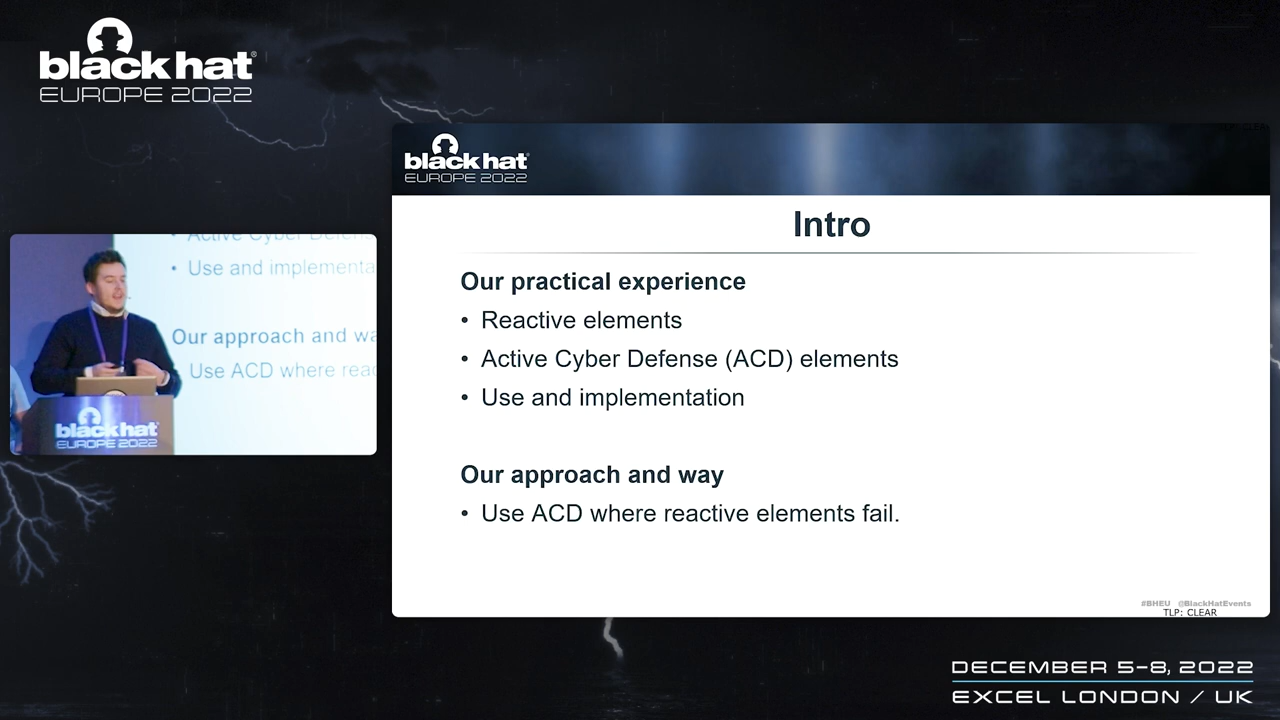 black hat®
EUROPE 2022
black hat®
EUROPE 2022
Intro
Our practical experience
• Reactive elements
• Active Cyber Defense (ACD) elements
• Use and implementation
Our approach and way
• Use ACD where reactive elements fail.
#BHEU @BlackHatEvents
TLP: CLEAR
• Active Cyber
• Use and implementa
Our approach and wa
Use ACD where reac
black hat
EUROPE 2022
DECEMBER 5-8, 2022
EXCEL LONDON / UK